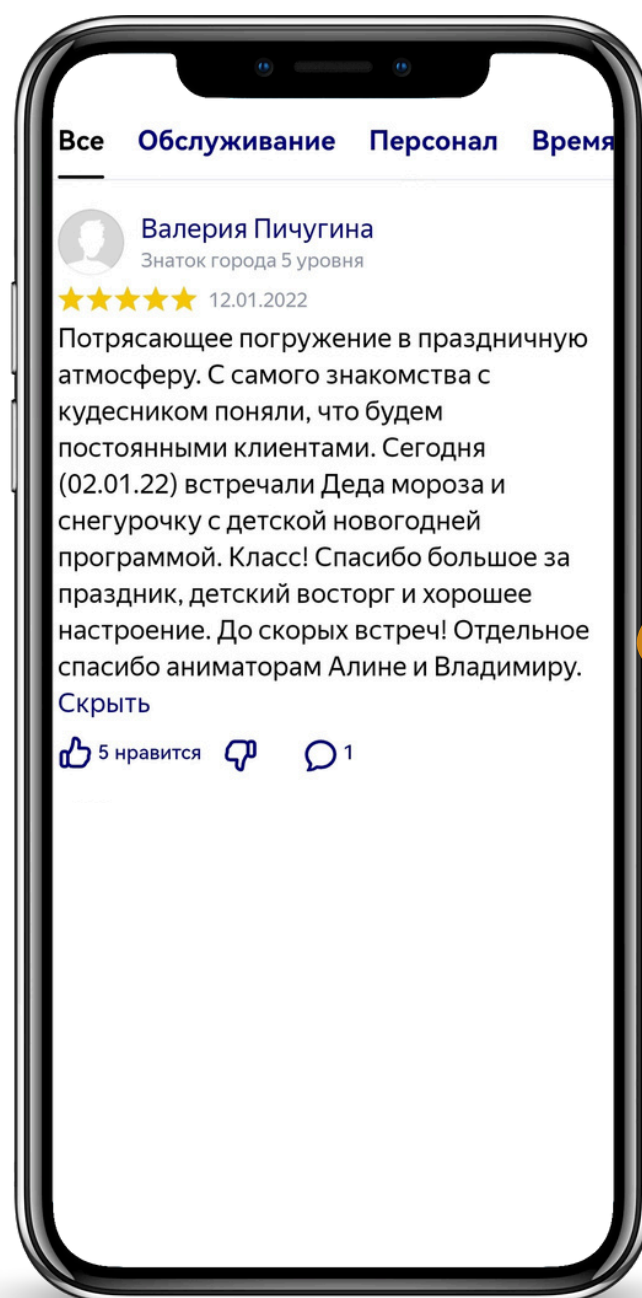 Все Обслуживание Персонал Время
Валерия Пичугина
Знаток города 5 уровня
12.01.2022
Потрясающее погружение в праздничную
атмосферу. С самого знакомства с
кудесником поняли, что будем
постоянными клиентами. Сегодня
(02.01.22) встречали Деда мороза и
снегурочку с детской новогодней
программой. Класс! Спасибо большое за
праздник, детский восторг и хорошее
настроение. До скорых встреч! Отдельное
спасибо аниматорам Алине и Владимиру.
Скрыть
5 нравится 1